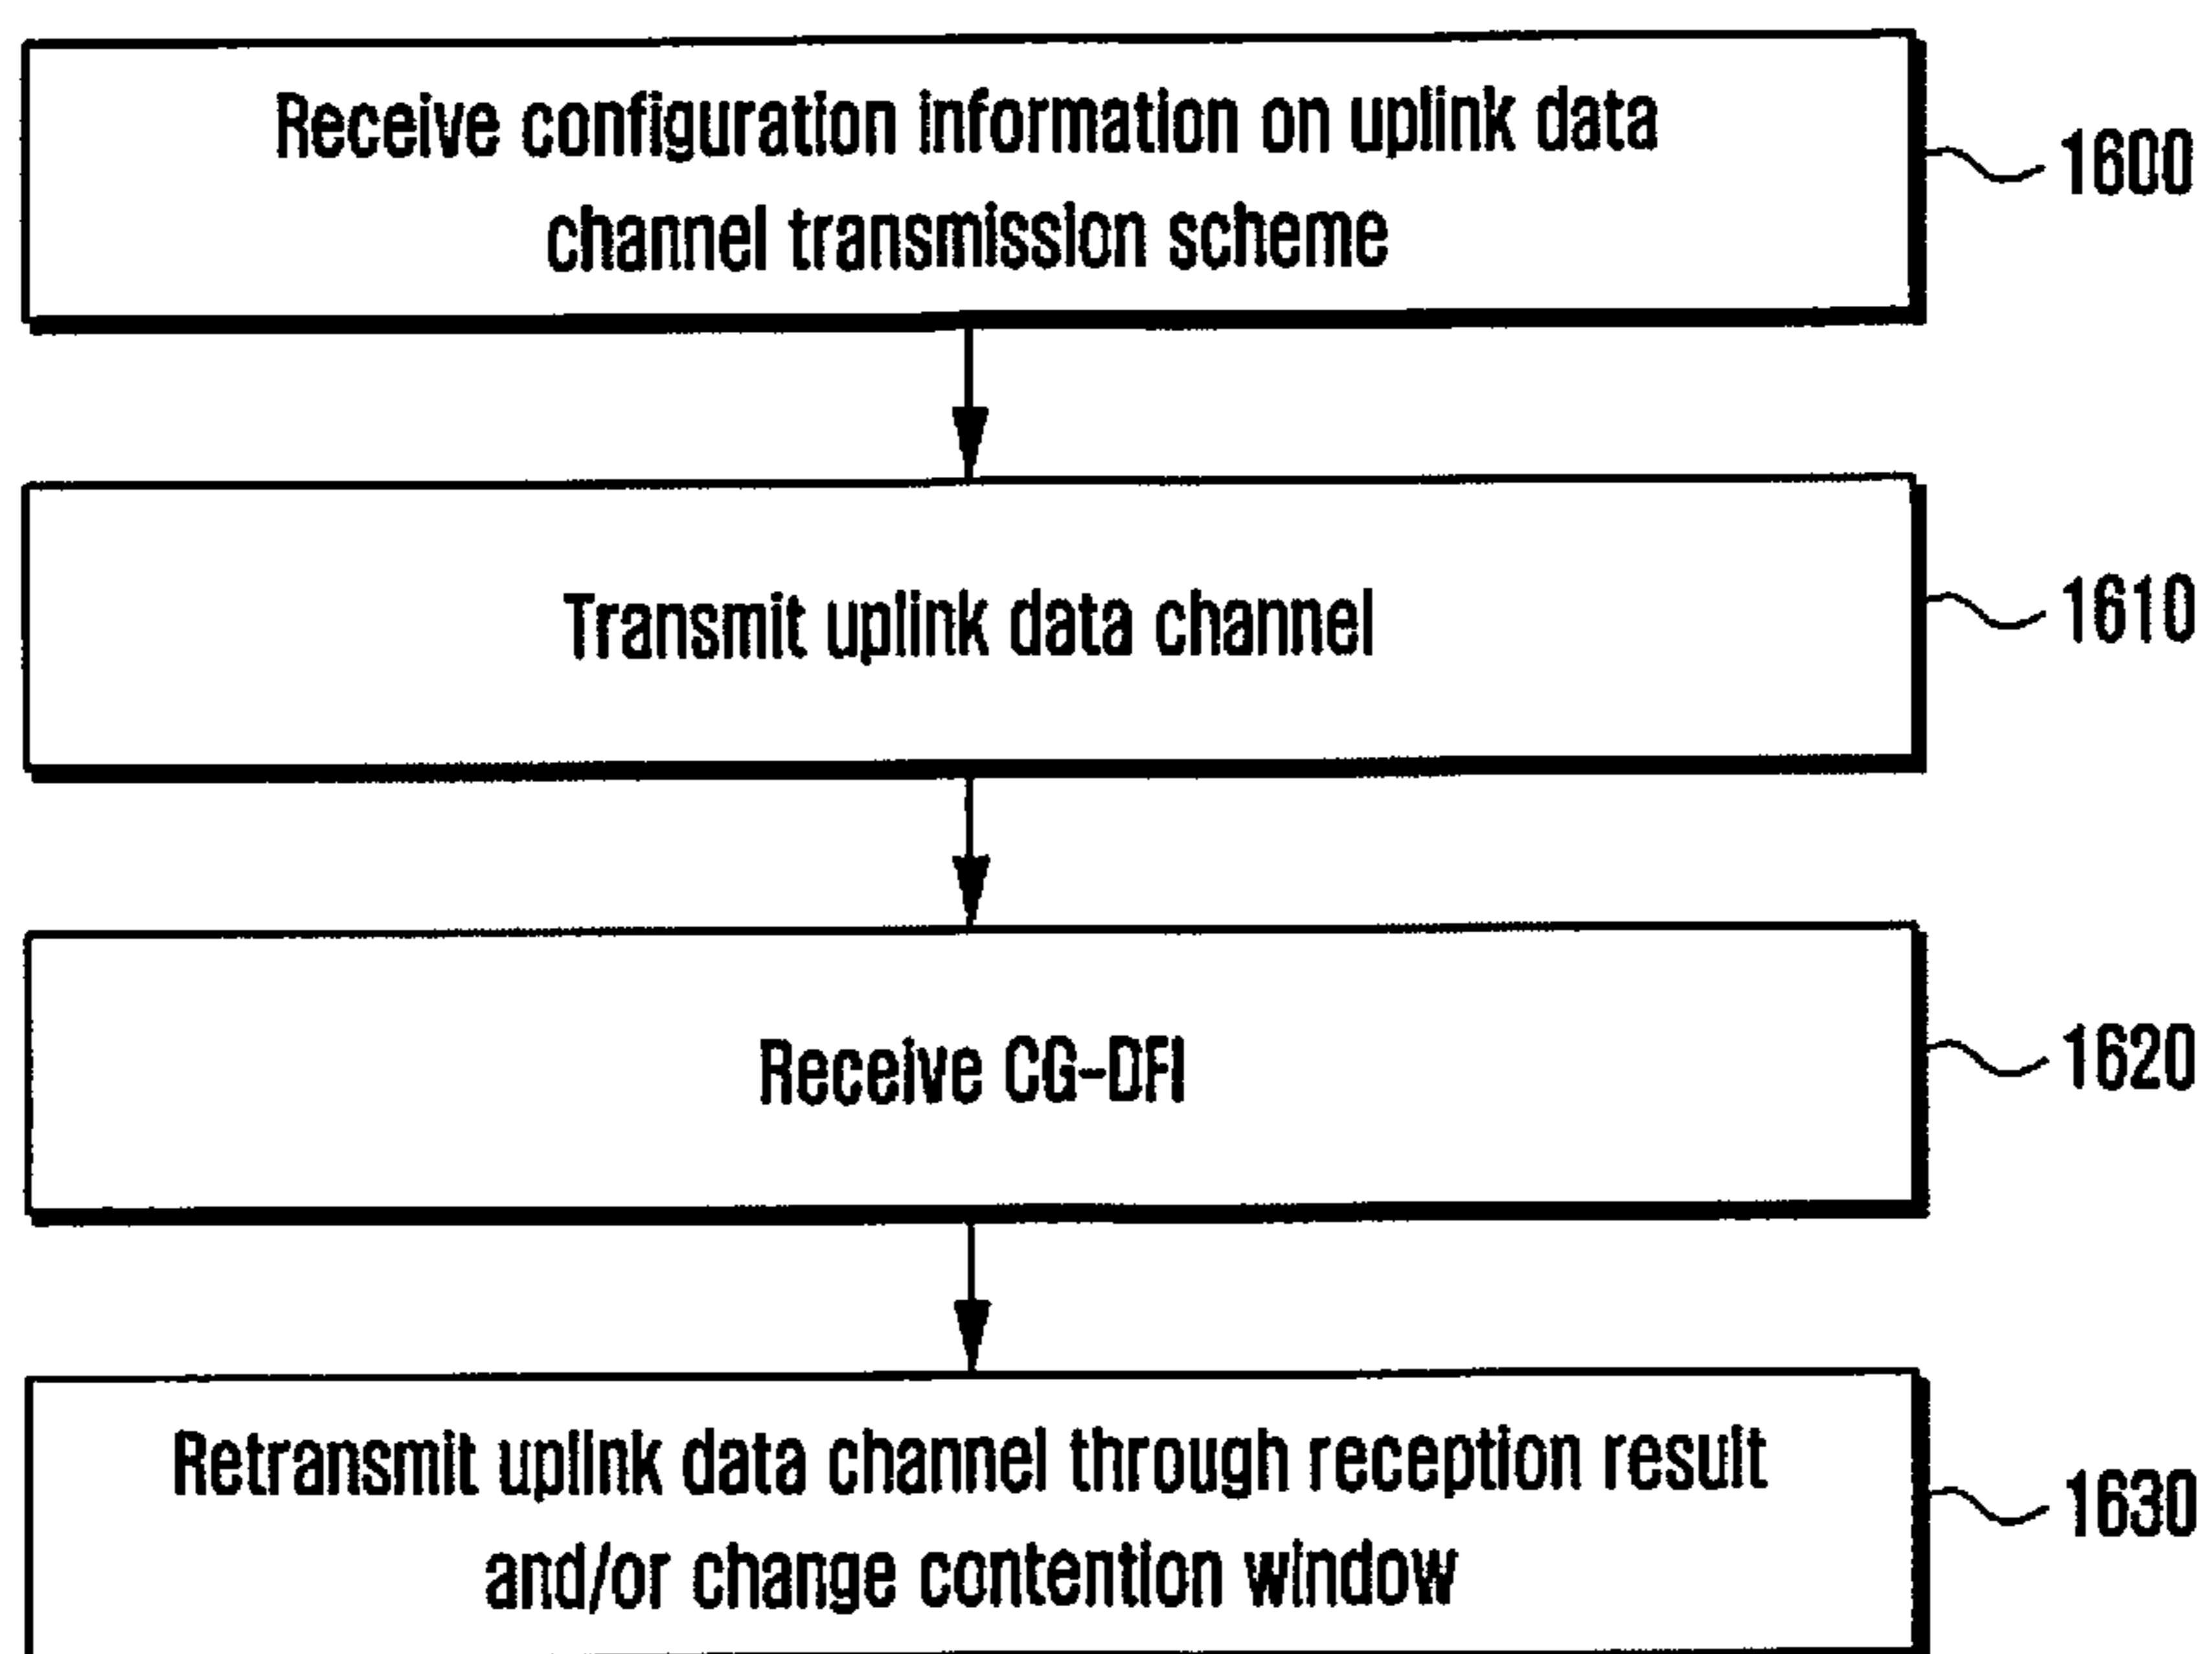 Receive configuration information on uplink data
channel transmission scheme
1600
Transmit uplink data channel
1610
Receive CG-DFI
1620
Retransmit uplink data channel through reception result
and/or change contention window
1630